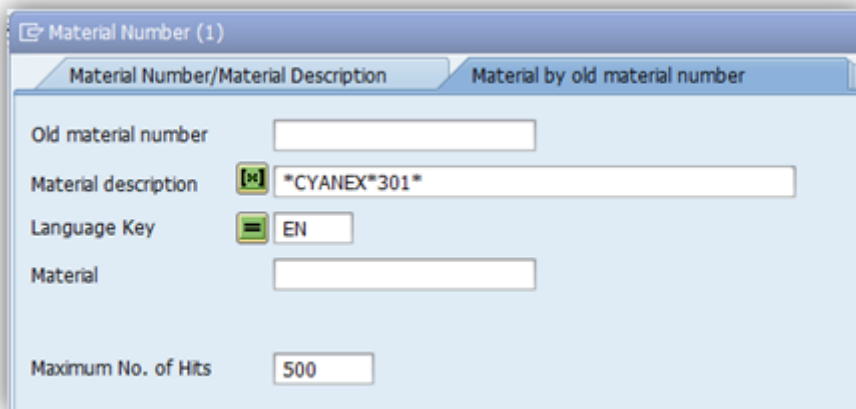 Material Number (1)
Material Number/Material Description Material by old material number
Old material number
Material description *CYANEX*301*
Language Key = EN
Material
Maximum No. of Hits 500